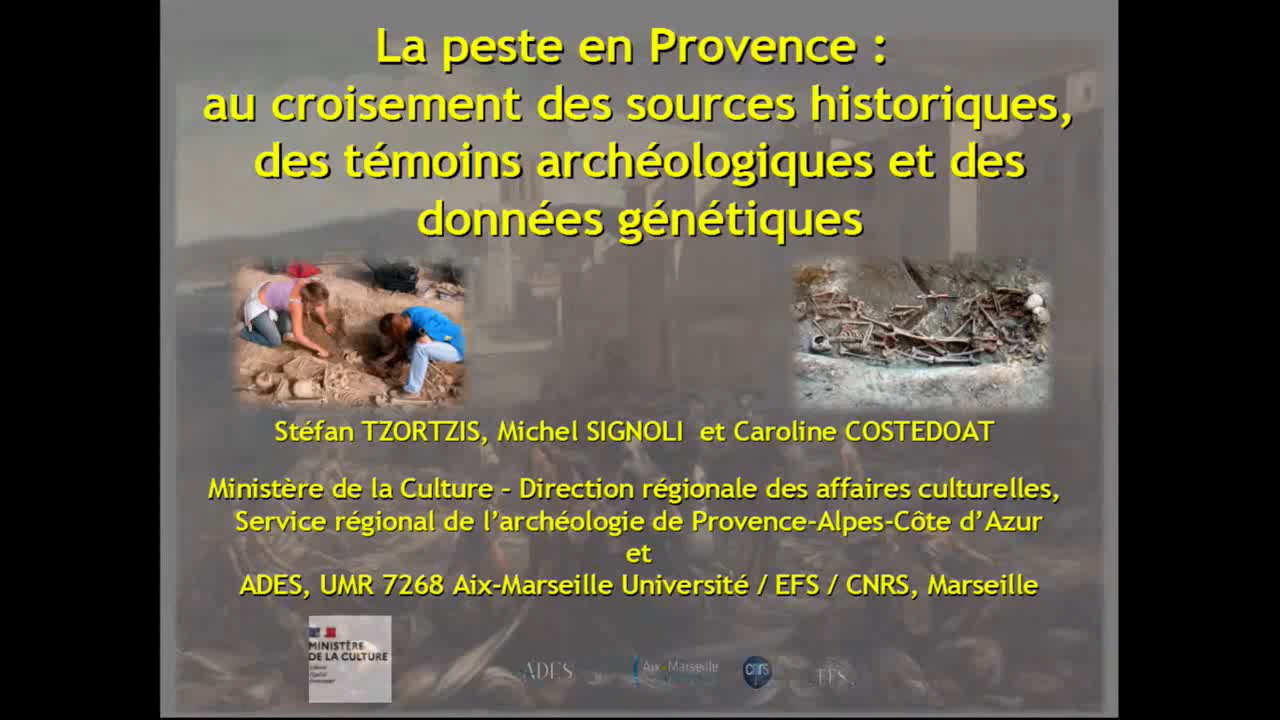 La peste en Provence :
au croisement des sources historiques,
des témoins archéologiques et des
données génétiques
Stéfan TZORTZIS, Michel SIGNOLI et Caroline COSTEDOAT
Ministère de la Culture – Direction régionale des affaires culturelles,
Service régional de l'archéologie de Provence-Alpes-Côte d'Azur
et
ADES, UMR 7268 Aix-Marseille Université / EFS / CNRS, Marseille
MINISTÈRE
DE LA CULTURE
ADES
Aix Marseille
cnrs